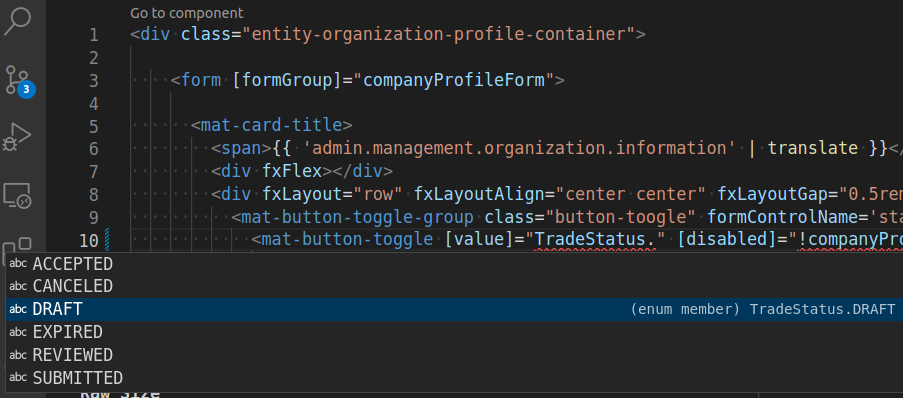 Go to component
1 <div class="entity-organization-profile-container">
2
3 <form [formGroup]="companyProfileForm">
4
5 <mat-card-title>
6 <span>{{ 'admin.management.organization.information' | translate }}</
7 <div fxFlex></div>
8 <div fxLayout="row" fxLayoutAlign="center center" fxLayoutGap="0.5rem
9 <mat-button-toggle-group class="button-toogle" formControlName='sta
10 <mat-button-toggle [value]="TradeStatus." [disabled]="!companyPro
3
abc ACCEPTED
abc CANCELED
abc DRAFT (enum member) TradeStatus.DRAFT
abc EXPIRED
abc REVIEWED
abc SUBMITTED